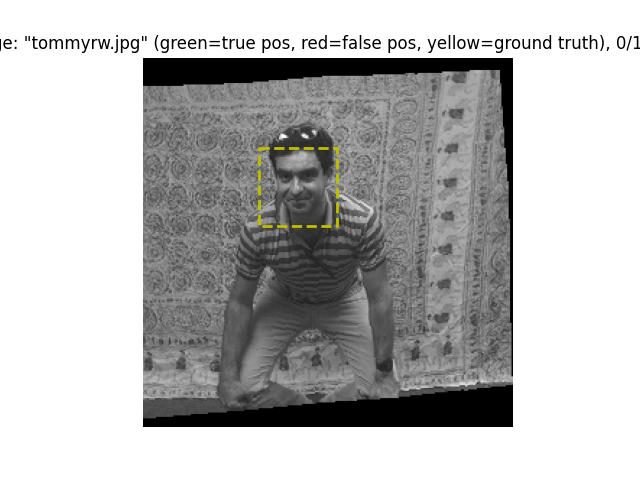 ge: "tommyrw.jpg" (green=true pos, red=false pos, yellow=ground truth), 0/1